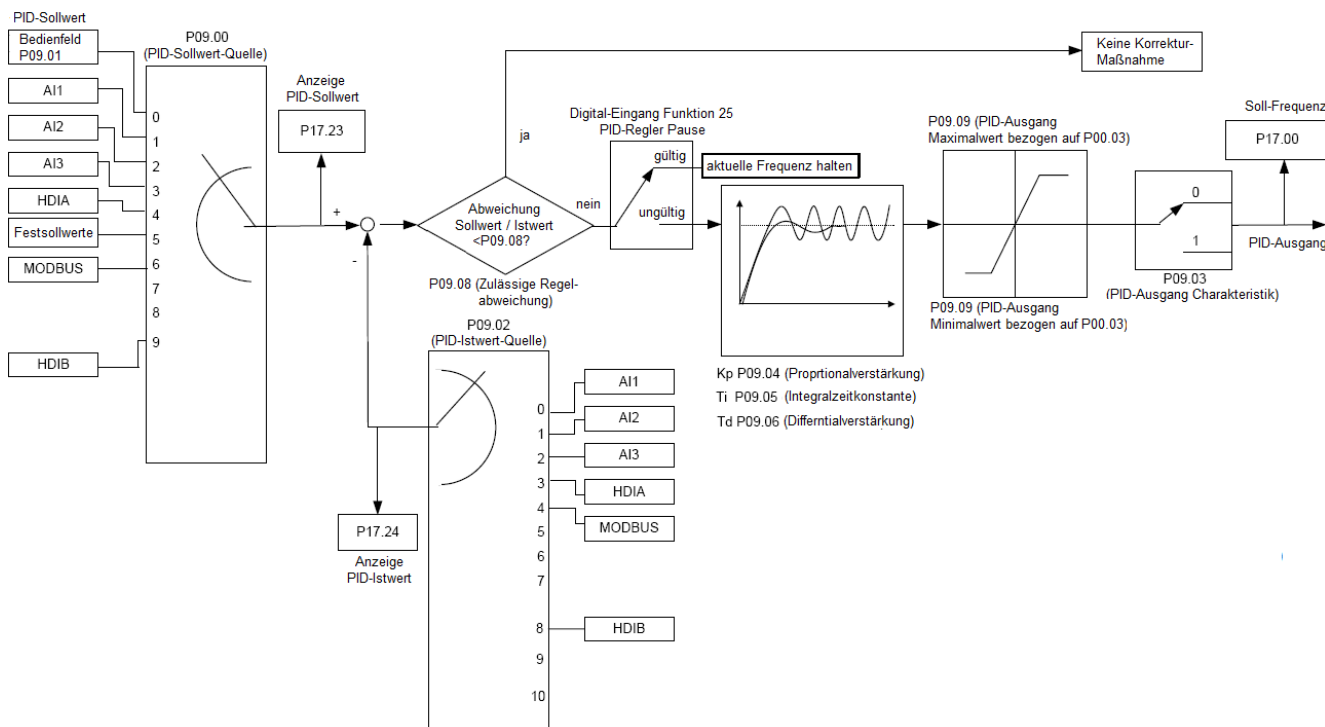 PID-Sollwert
Bedienfeld
P09.01
AI1
AI2
AI3
HDIA
Festsollwerte
MODBUS
HDIB
P09.00
(PID-Sollwert-Quelle)
0
1
2
3
4
5
6
7
8
9
Anzeige
PID-Sollwert
P17.23
+
-
ja
Abweichung
Sollwert / Istwert
<P09.08?
nein
P09.08 (Zulässige Regel-
abweichung)
Keine Korrektur-
Maßnahme
Digital-Eingang Funktion 25
PID-Regler Pause
gültig
ungültig
aktuelle Frequenz halten
Kp P09.04 (Proprtionalverstärkung)
Ti P09.05 (Integralzeitkonstante)
Td P09.06 (Differntialverstärkung)
P09.09 (PID-Ausgang
Maximalwert bezogen auf P00.03)
P09.09 (PID-Ausgang
Minimalwert bezogen auf P00.03)
0
1
P09.03
(PID-Ausgang Charakteristik)
Soll-Frequenz
P17.00
PID-Ausgang
P09.02
(PID-Istwert-Quelle)
0
1
2
3
4
5
6
7
8
9
10
AI1
AI2
AI3
HDIA
MODBUS
HDIB
P17.24
Anzeige
PID-Istwert